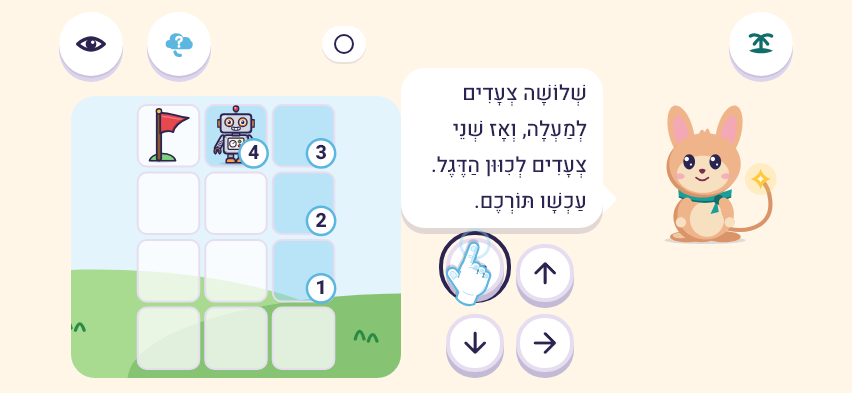 שְׁלוֹשָׁה צְעָדִים
לְמַעְלָה, וְאָז שְׁנֵי
צְעָדִים לְכִוּוּן הַדֶּגֶל.
עַכְשָׁו תּוֹרְכֶם.
4
3
2
1
?